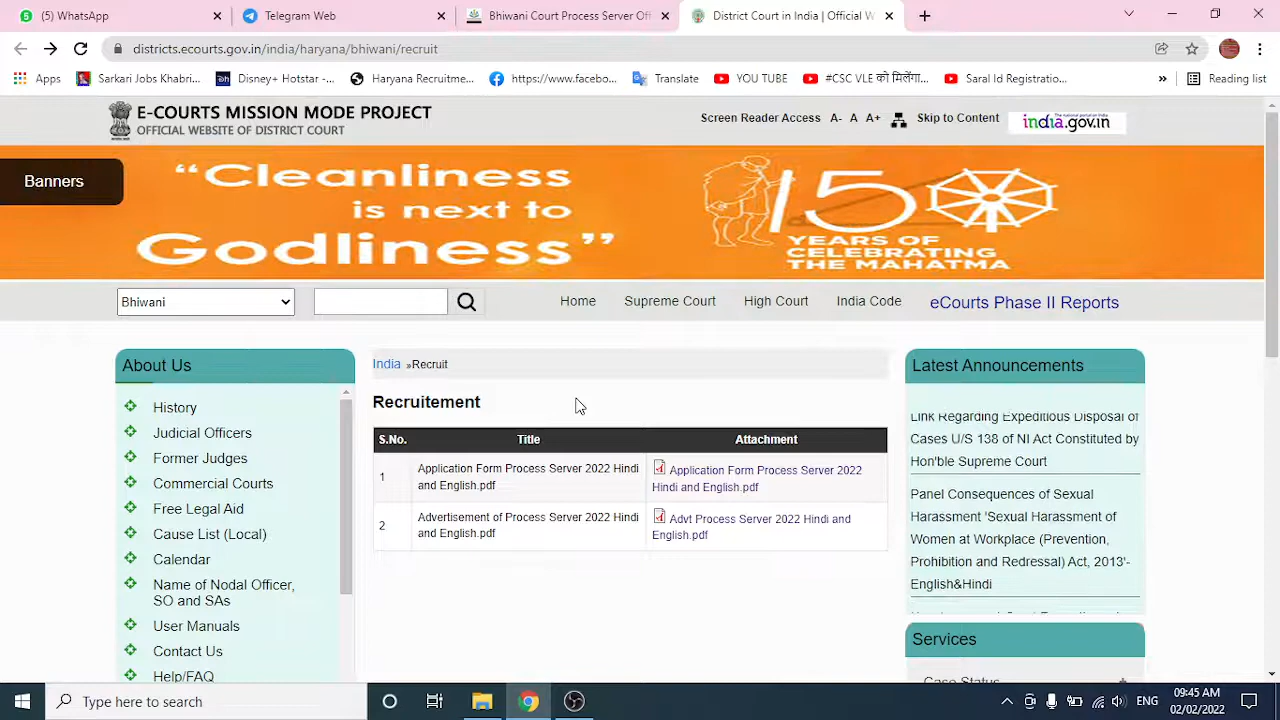 5
WhatsApp
Telegram Web
Bhiwani Court Process Server Off
District Court in India | Official W
districts.ecourts.gov.in/india/haryana/bhiwani/recruit
Apps
Sarkari Jobs Khabri...
Disney+ Hotstar -...
Haryana Recruitme...
https://www.facebo...
Translate
YOU TUBE
#CSC VLE को मिलेंगा...
Saral Id Registratio...
»
Reading list
E-COURTS MISSION MODE PROJECT
OFFICIAL WEBSITE OF DISTRICT COURT
Screen Reader Access
A-
A
A+
Skip to Content
india.gov.in
Banners
“Cleanliness
is next to
Godliness”
150
YEARS OF
CELEBRATING
THE MAHATMA
Bhiwani
Home
Supreme Court
High Court
India Code
eCourts Phase II Reports
About Us
History
Judicial Officers
Former Judges
Commercial Courts
Free Legal Aid
Cause List (Local)
Calendar
Name of Nodal Officer,
SO and SAs
User Manuals
Contact Us
Help/FAQ
India »Recruit
Recruitement
S.No. Title Attachment
1
Application Form Process Server 2022 Hindi
and English.pdf
Application Form Process Server 2022
Hindi and English.pdf
2
Advertisement of Process Server 2022 Hindi
and English.pdf
Advt Process Server 2022 Hindi and
English.pdf
Latest Announcements
Link Regarding Expeditious Disposal of
Cases U/S 138 of NI Act Constituted by
Hon'ble Supreme Court
Panel Consequences of Sexual
Harassment 'Sexual Harassment of
Women at Workplace (Prevention,
Prohibition and Redressal) Act, 2013'-
English&Hindi
Services
Case Status
Type here to search
ENG
09:45 AM
02/02/2022